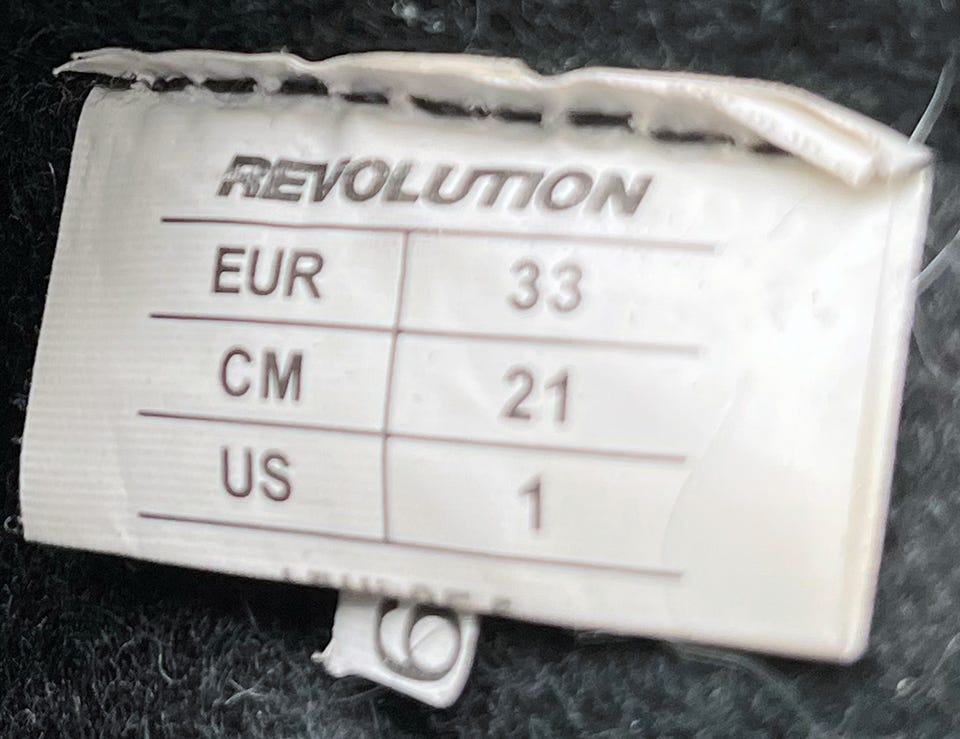 REVOLUTION
EUR 33
CM 21
US 1